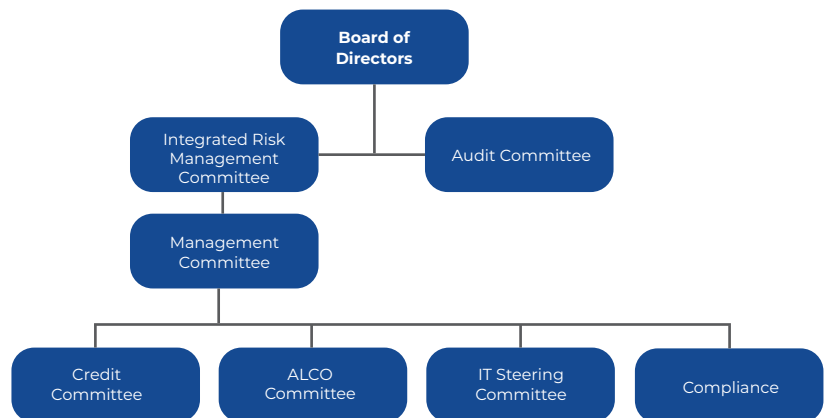 Board of
Directors
Integrated Risk
Management
Committee
Audit Committee
Management
Committee
Credit
Committee
ALCO
Committee
IT Steering
Committee
Compliance